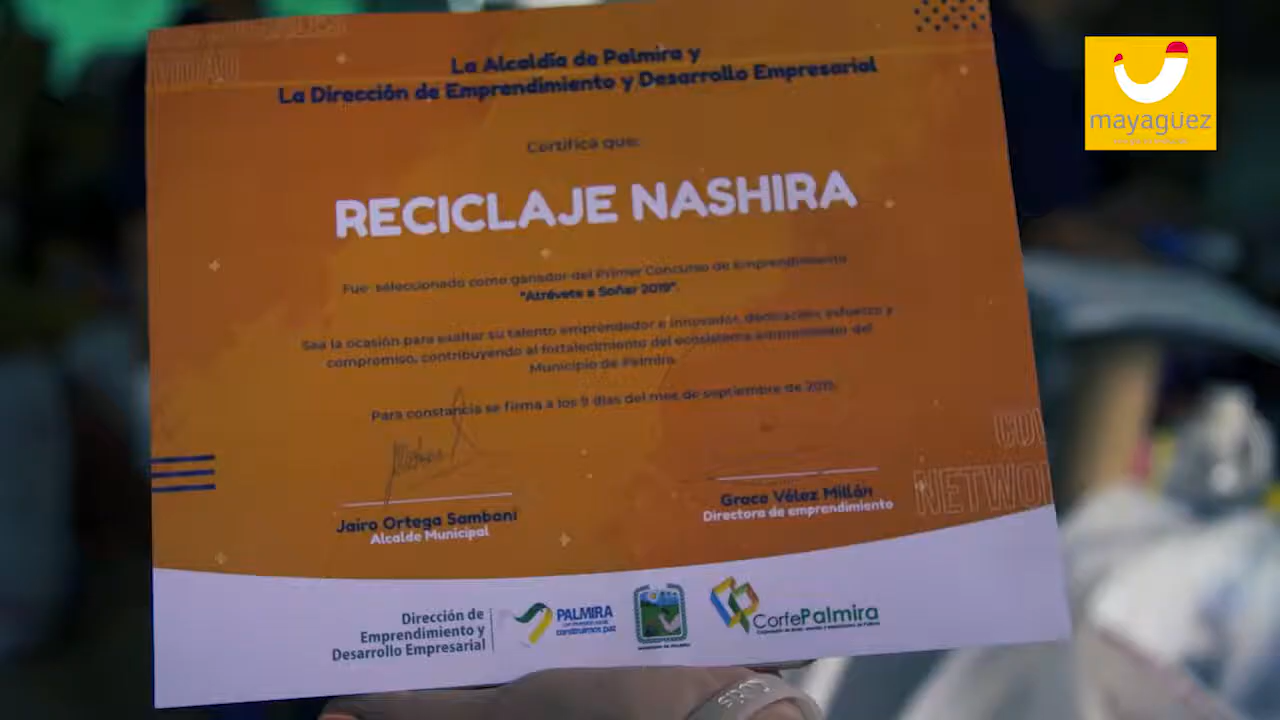 mayagüez
La Alcaldía de Palmira y
La Dirección de Emprendimiento y Desarrollo Empresarial
Certifica que:
RECICLAJE NASHIRA
Fue seleccionado como ganador del Primer Concurso de Emprendimiento
"Atrévete a Soñar 2019".
Sea la ocasión para exaltar su talento emprendedor e innovador, dedicación, esfuerzo y
compromiso, contribuyendo al fortalecimiento del ecosistema emprendedor del
Municipio de Palmira.
Para constancia se firma a los 9 días del mes de septiembre de 2019.
NETWO
Jairo Ortega Samboni
Alcalde Municipal
Grace Vélez Millán
Directora de emprendimiento
Dirección de
Emprendimiento y
Desarrollo Empresarial
PALMIRA
construimos paz
CorfePalmira